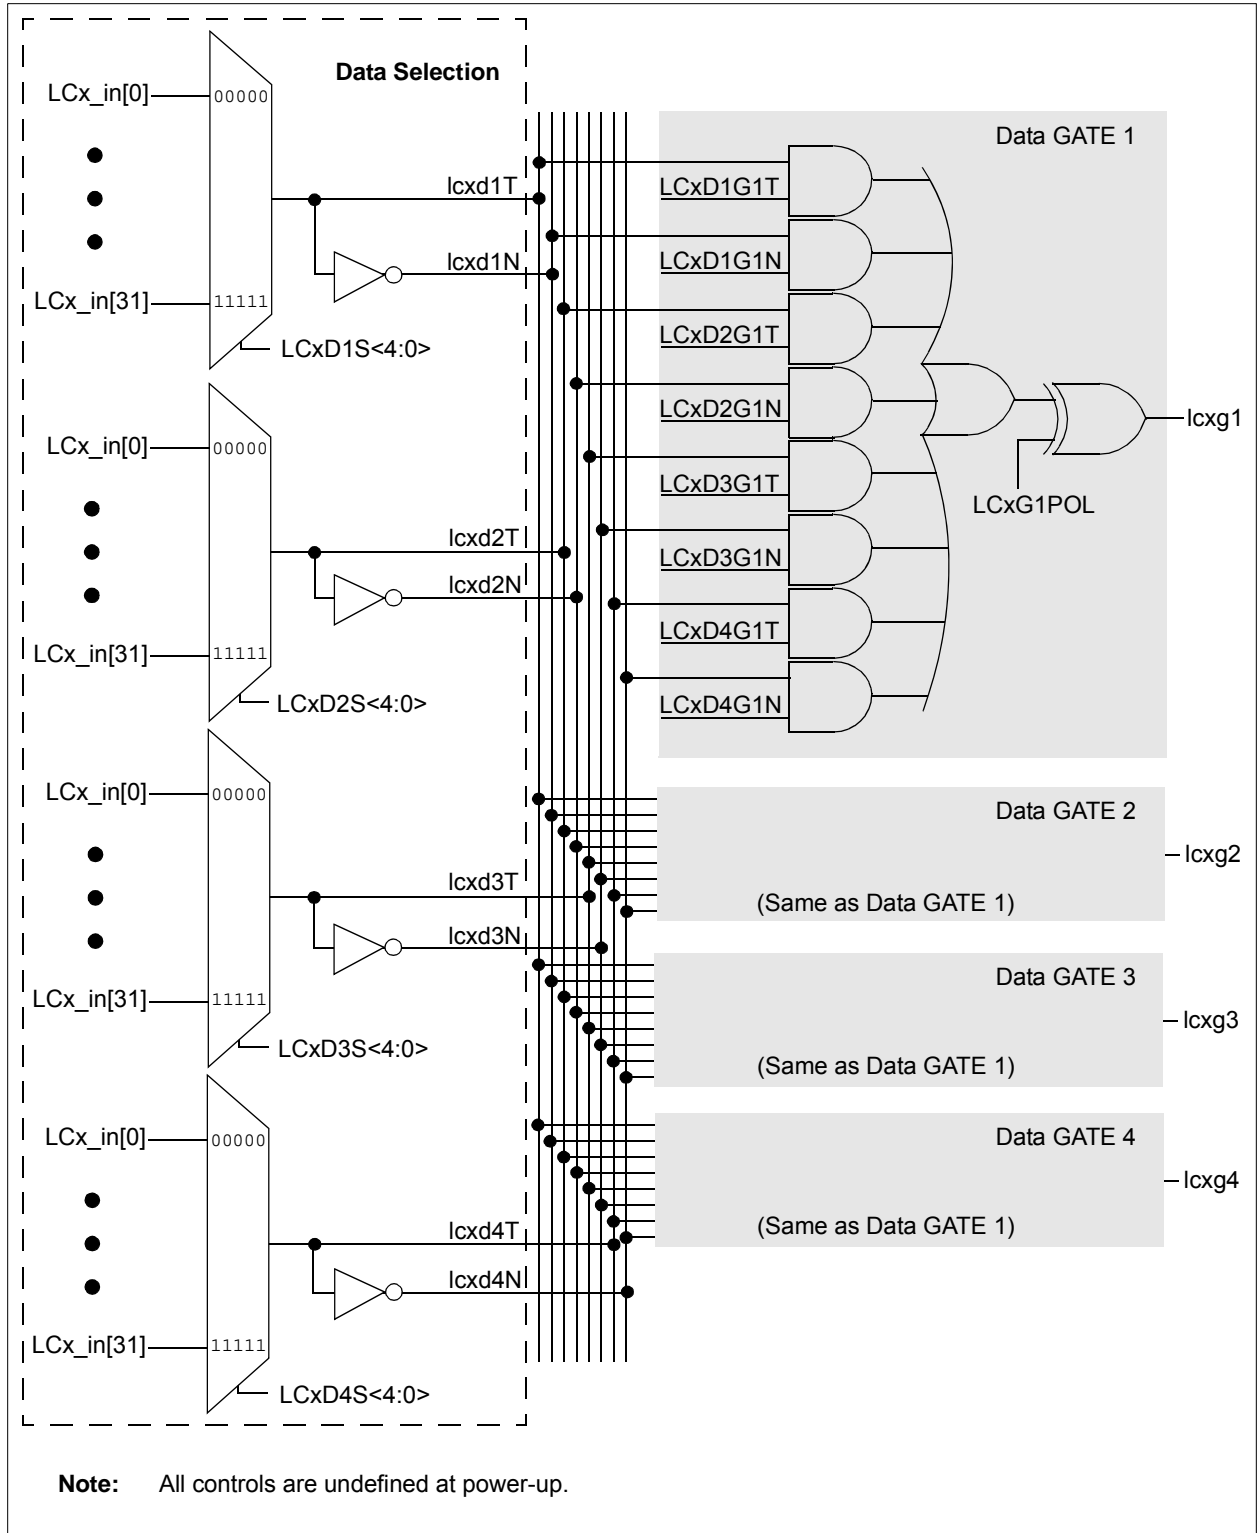 Data Selection
LCx_in[0]
00000
lcxd1T
lcxd1N
LCx_in[31]
11111
LCxD1S<4:0>
LCx_in[0]
00000
lcxd2T
lcxd2N
LCx_in[31]
11111
LCxD2S<4:0>
LCx_in[0]
00000
lcxd3T
lcxd3N
LCx_in[31]
11111
LCxD3S<4:0>
LCx_in[0]
00000
lcxd4T
lcxd4N
LCx_in[31]
11111
LCxD4S<4:0>
Data GATE 1
LCxD1G1T
LCxD1G1N
LCxD2G1T
LCxD2G1N
LCxD3G1T
LCxD3G1N
LCxD4G1T
LCxD4G1N
LCxG1POL
lcxg1
Data GATE 2
(Same as Data GATE 1)
lcxg2
Data GATE 3
(Same as Data GATE 1)
lcxg3
Data GATE 4
(Same as Data GATE 1)
lcxg4
Note: All controls are undefined at power-up.